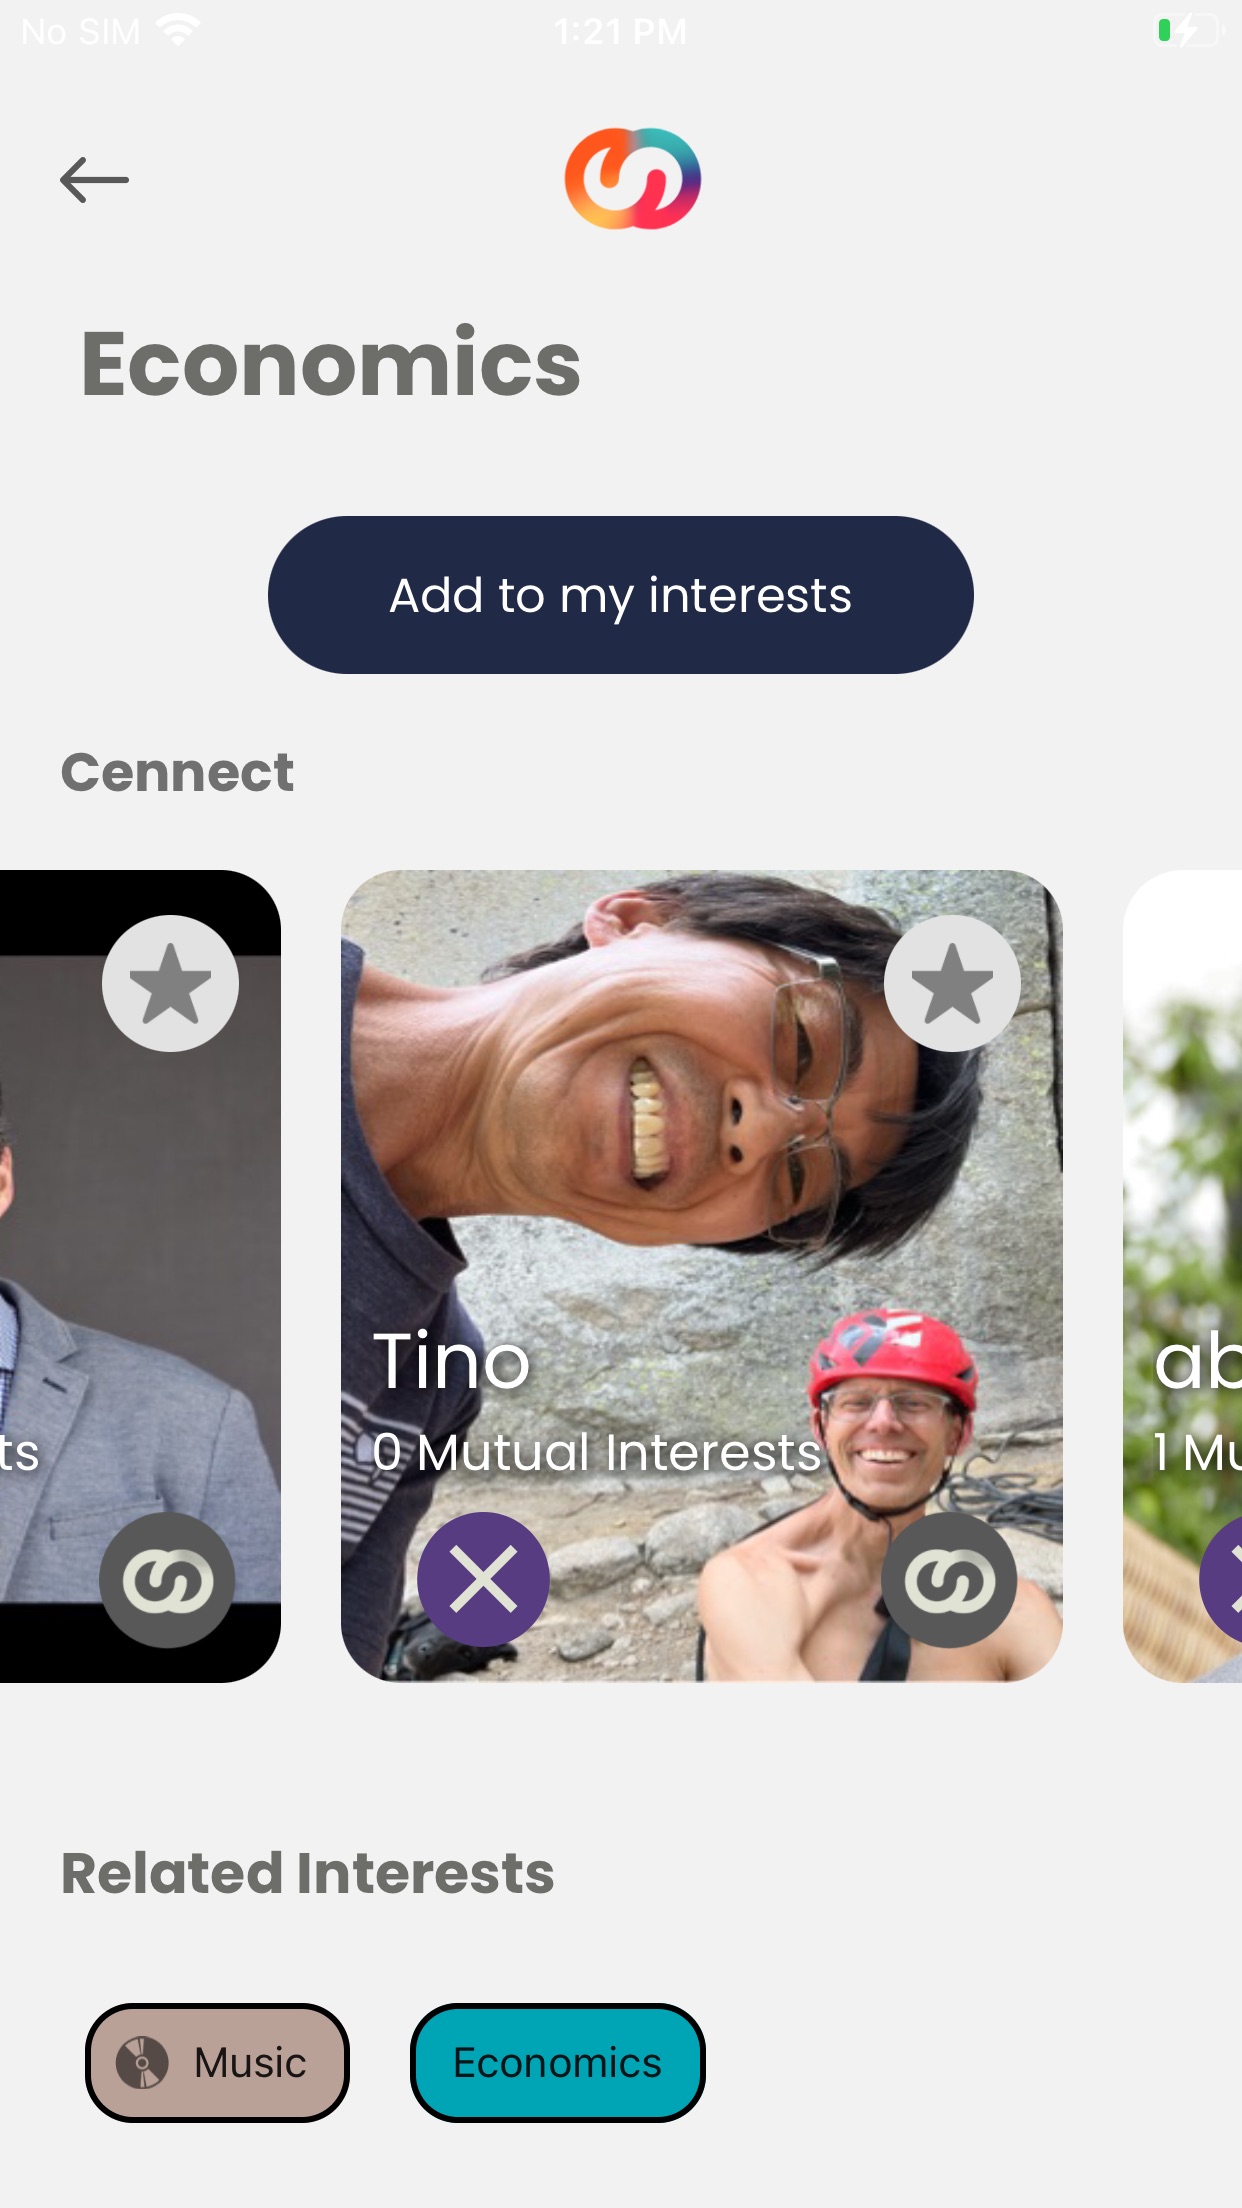 No SIM 1:21 PM
Economics
Add to my interests
Cennect
Tino
ts 0 Mutual Interests 1 Mu
Related Interests
Music Economics